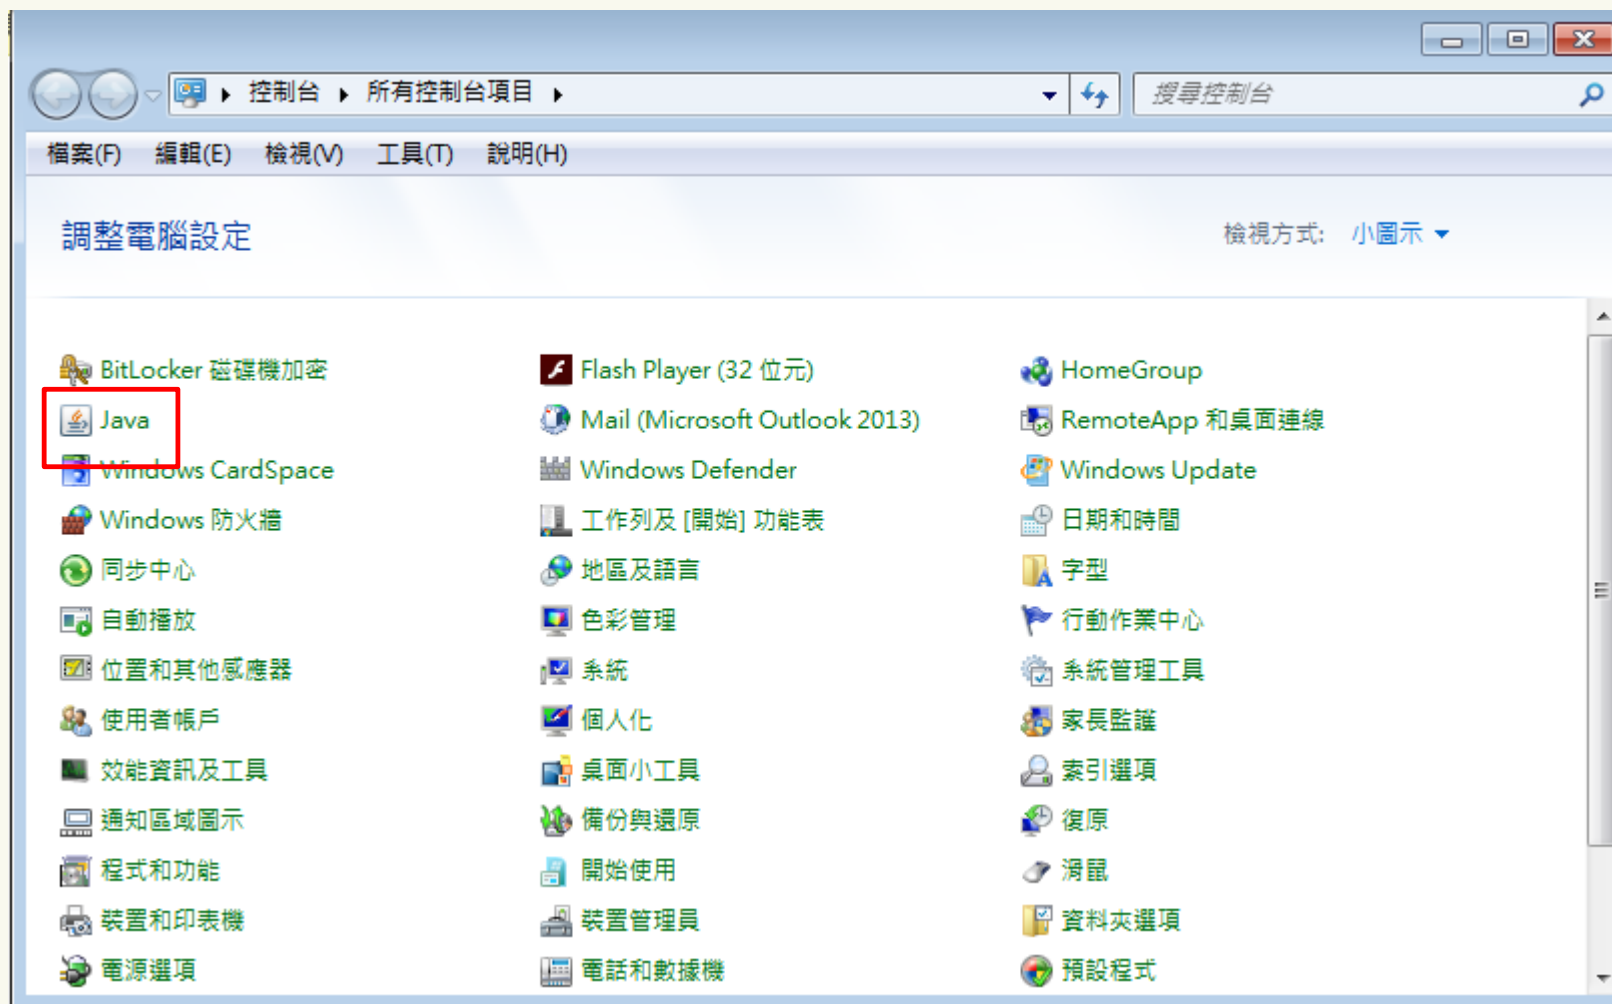 控制台 所有控制台項目 搜尋控制台
檔案(F) 編輯(E) 檢視(V) 工具(T) 說明(H)
調整電腦設定 檢視方式: 小圖示
BitLocker 磁碟機加密 Flash Player (32 位元) HomeGroup
Java Mail (Microsoft Outlook 2013) RemoteApp 和桌面連線
Windows CardSpace Windows Defender Windows Update
Windows 防火牆 工作列及 [開始] 功能表 日期和時間
同步中心 地區及語言 字型
自動播放 色彩管理 行動作業中心
位置和其他感應器 系統 系統管理工具
使用者帳戶 個人化 家長監護
效能資訊及工具 桌面小工具 索引選項
通知區域圖示 備份與還原 復原
程式和功能 開始使用 滑鼠
裝置和印表機 裝置管理員 資料夾選項
電源選項 電話和數據機 預設程式